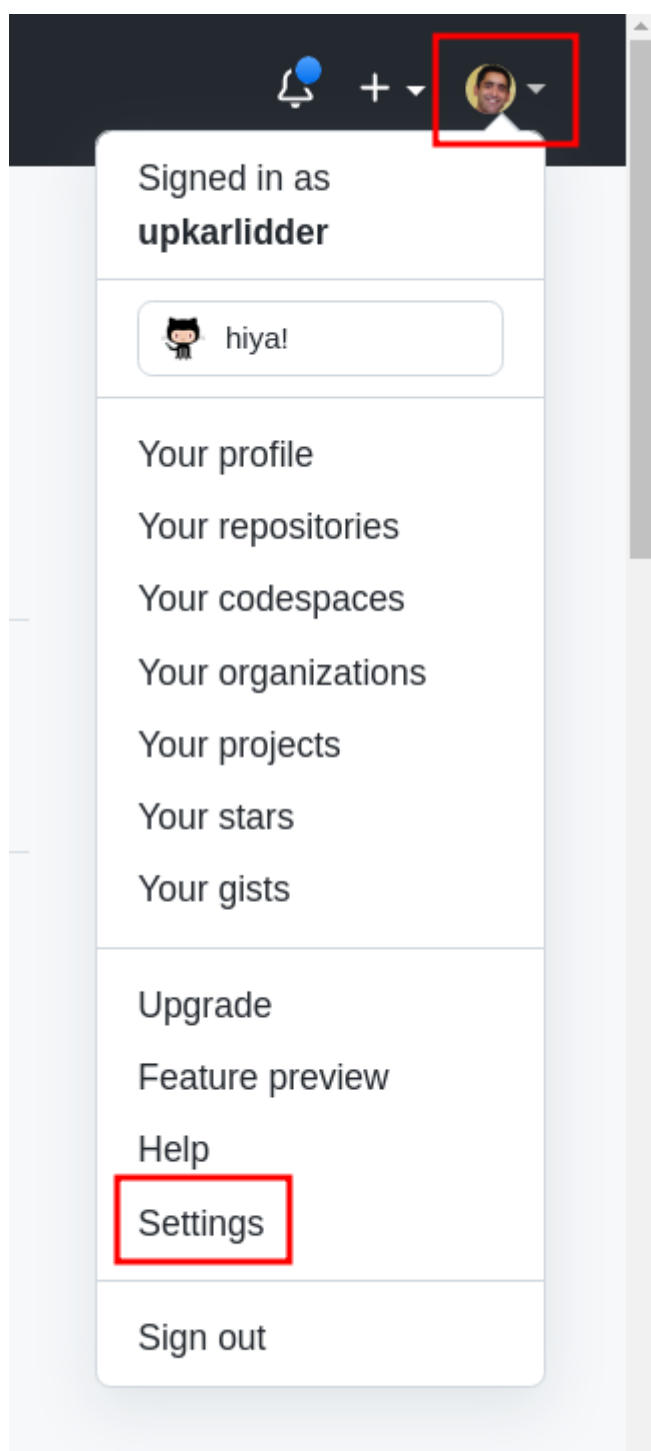 Signed in as
upkarlidder
hiya!
Your profile
Your repositories
Your codespaces
Your organizations
Your projects
Your stars
Your gists
Upgrade
Feature preview
Help
Settings
Sign out